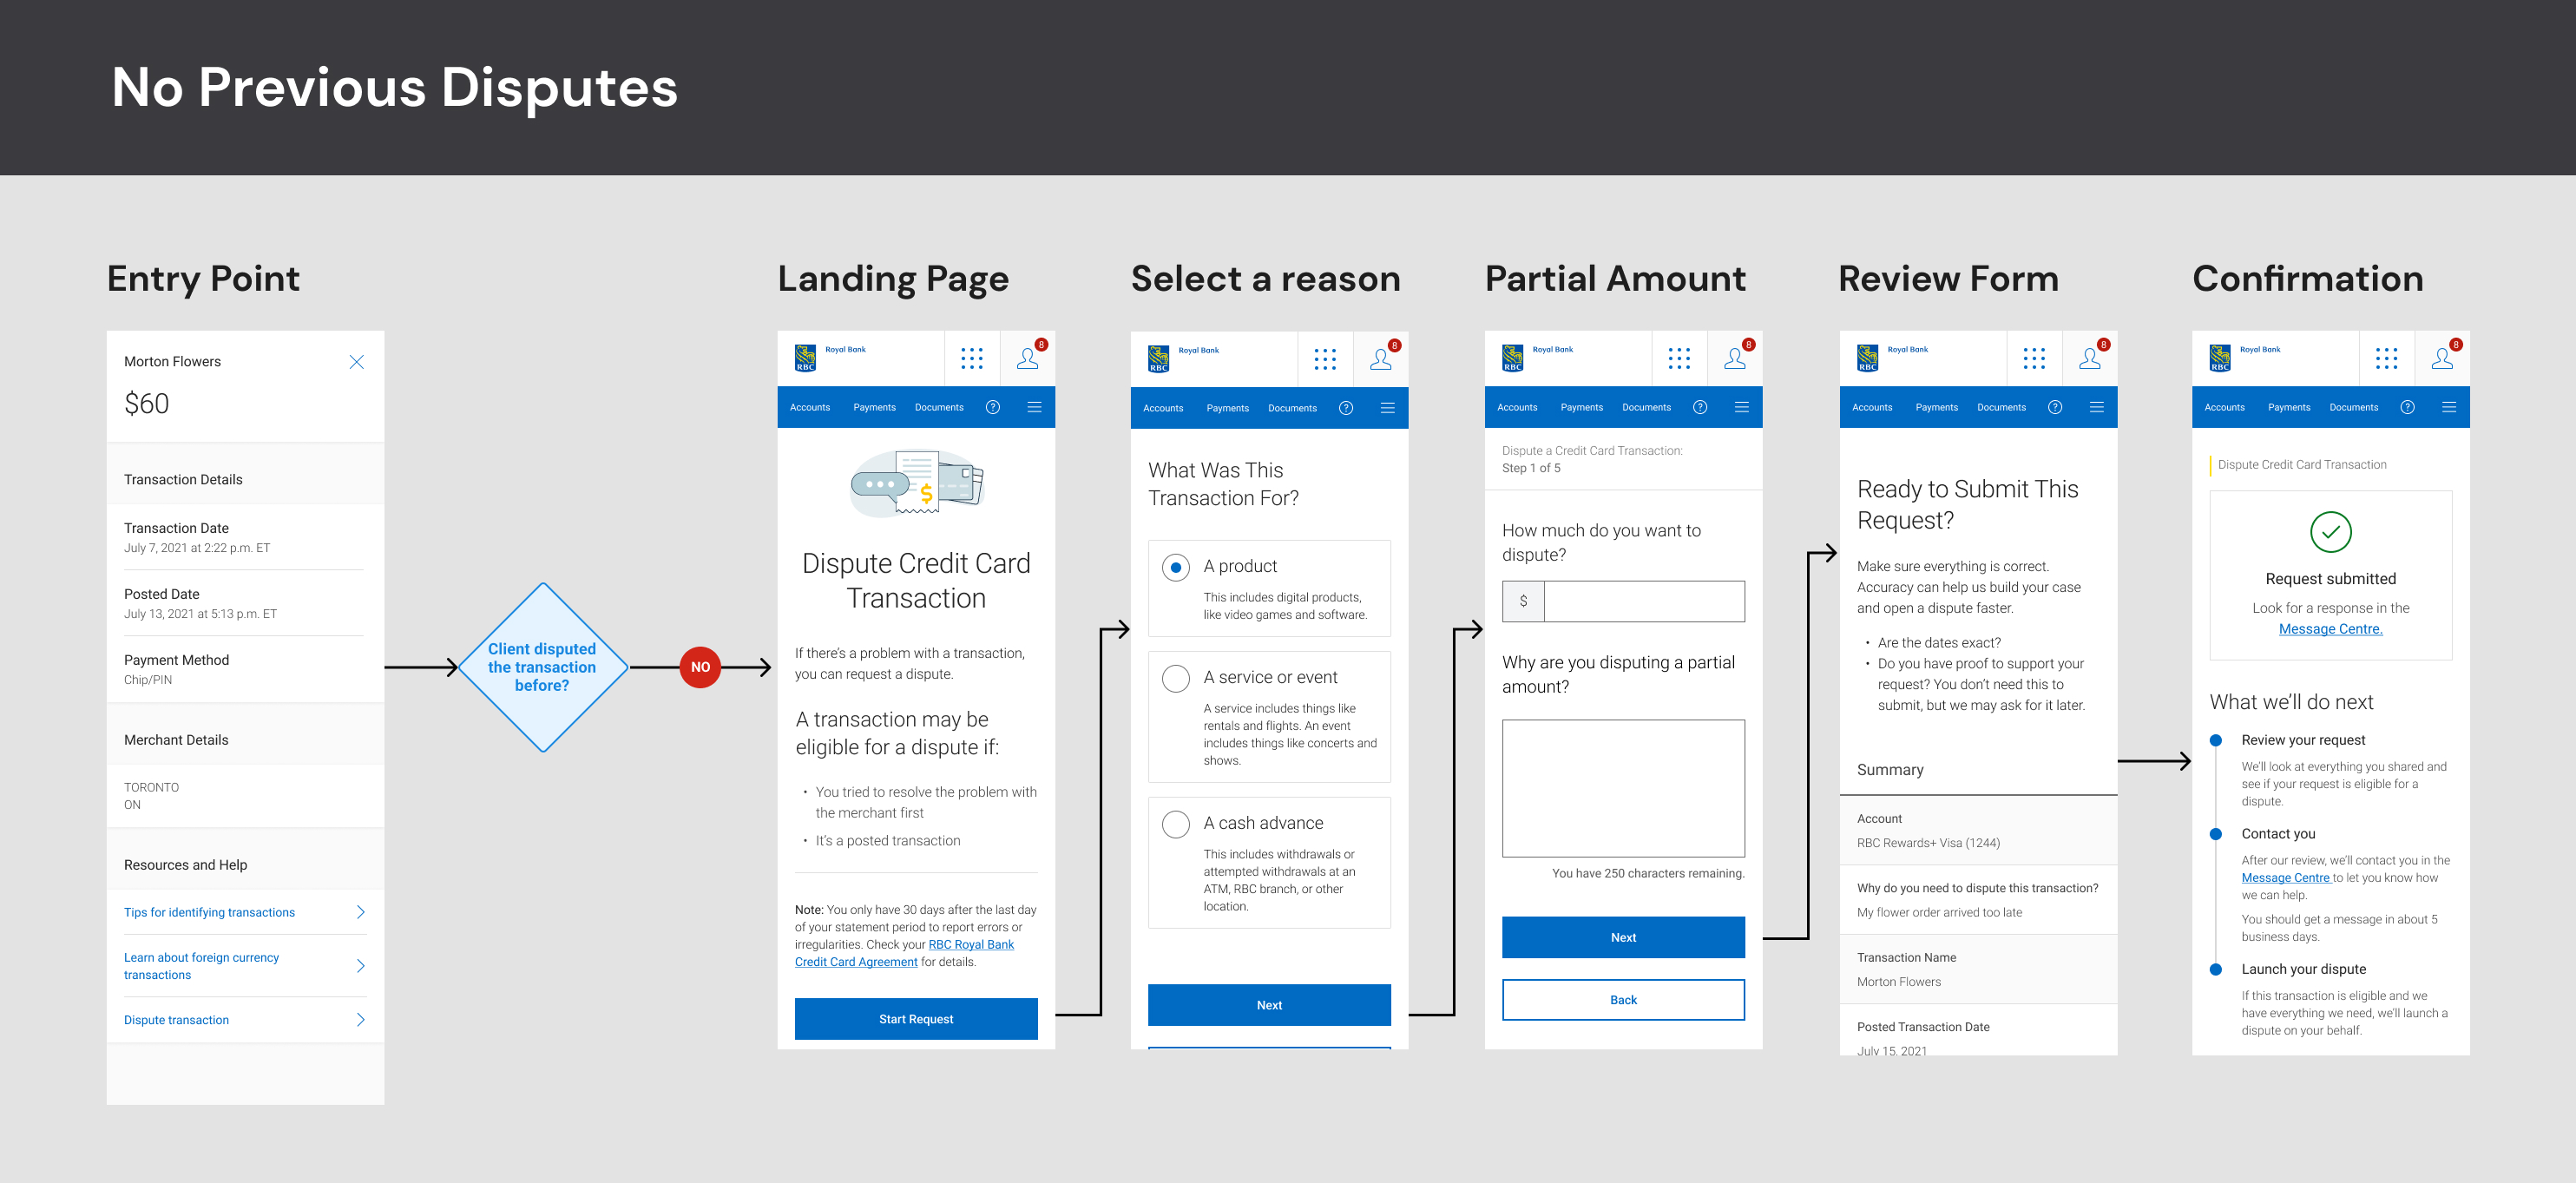 No Previous Disputes
Entry Point
Morton Flowers
$60
Transaction Details
Transaction Date
July 7, 2021 at 2:22 p.m. ET
Posted Date
July 13, 2021 at 5:13 p.m. ET
Payment Method
Chip/PIN
Merchant Details
TORONTO
ON
Resources and Help
Tips for identifying transactions
Learn about foreign currency
transactions
Dispute transaction
Client disputed
the transaction
before?
NO
Landing Page
RBC
Royal Bank
8
Accounts Payments Documents ?
$
Dispute Credit Card
Transaction
If there's a problem with a transaction,
you can request a dispute.
A transaction may be
eligible for a dispute if:
• You tried to resolve the problem with
the merchant first
• It's a posted transaction
Note: You only have 30 days after the last day
of your statement period to report errors or
irregularities. Check your RBC Royal Bank
Credit Card Agreement for details.
Start Request
Select a reason
RBC
Royal Bank
8
Accounts Payments Documents ?
What Was This
Transaction For?
A product
This includes digital products,
like video games and software.
A service or event
A service includes things like
rentals and flights. An event
includes things like concerts and
shows.
A cash advance
This includes withdrawals or
attempted withdrawals at an
ATM, RBC branch, or other
location.
Next
Partial Amount
RBC
Royal Bank
8
Accounts Payments Documents ?
Dispute a Credit Card Transaction:
Step 1 of 5
How much do you want to
dispute?
$
Why are you disputing a partial
amount?
You have 250 characters remaining.
Next
Back
Review Form
RBC
Royal Bank
8
Accounts Payments Documents ?
Ready to Submit This
Request?
Make sure everything is correct.
Accuracy can help us build your case
and open a dispute faster.
• Are the dates exact?
• Do you have proof to support your
request? You don't need this to
submit, but we may ask for it later.
Summary
Account
RBC Rewards+ Visa (1244)
Why do you need to dispute this transaction?
My flower order arrived too late
Transaction Name
Morton Flowers
Posted Transaction Date
July 15, 2021
Confirmation
RBC
Royal Bank
8
Accounts Payments Documents ?
Dispute Credit Card Transaction
Request submitted
Look for a response in the
Message Centre.
What we'll do next
Review your request
We'll look at everything you shared and
see if your request is eligible for a
dispute.
Contact you
After our review, we'll contact you in the
Message Centre to let you know how
we can help.
You should get a message in about 5
business days.
Launch your dispute
If this transaction is eligible and we
have everything we need, we'll launch a
dispute on your behalf.